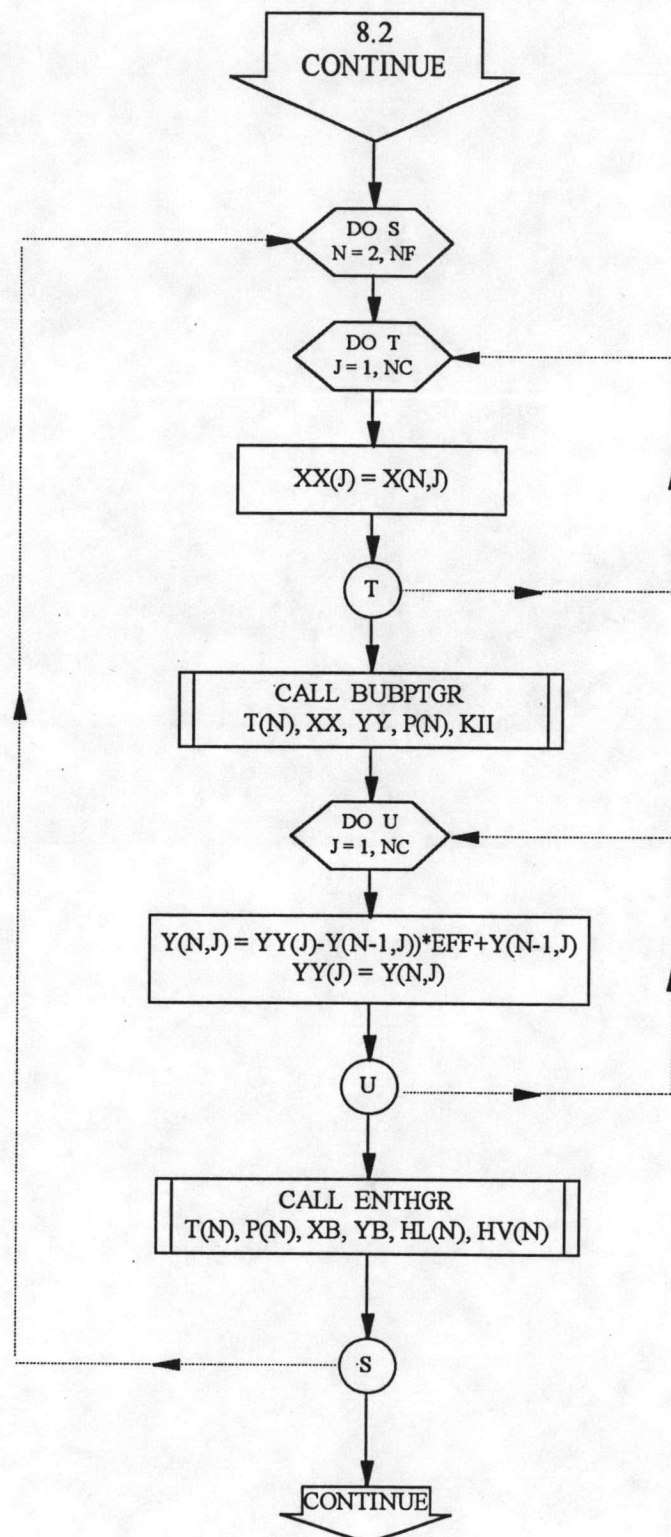 8.2
CONTINUE
DO S
N = 2, NF
DO T
J = 1, NC
XX(J) = X(N,J)
T
CALL BUBPTGR
T(N), XX, YY, P(N), KII
DO U
J = 1, NC
Y(N,J) = YY(J)-Y(N-1,J))*EFF+Y(N-1,J)
YY(J) = Y(N,J)
U
CALL ENTHGR
T(N), P(N), XB, YB, HL(N), HV(N)
S
CONTINUE